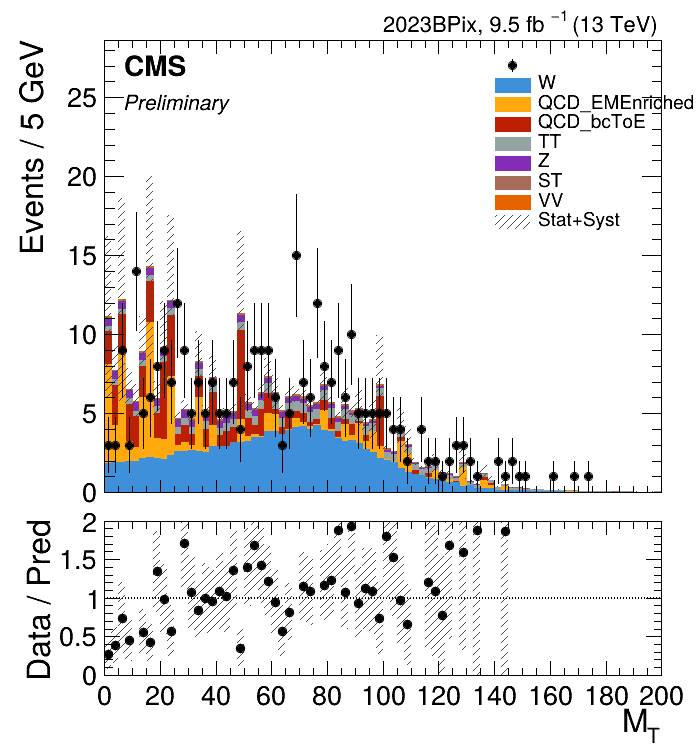 2023BPix, 9.5 fb⁻¹ (13 TeV)
Events / 5 GeV
CMS
Preliminary
W
QCD_EMEnriched
QCD_bcToE
TT
Z
ST
VV
Stat+Syst
25
20
15
10
5
0
Data / Pred
2
1.5
1
0.5
0
0 20 40 60 80 100 120 140 160 180 200
M_T